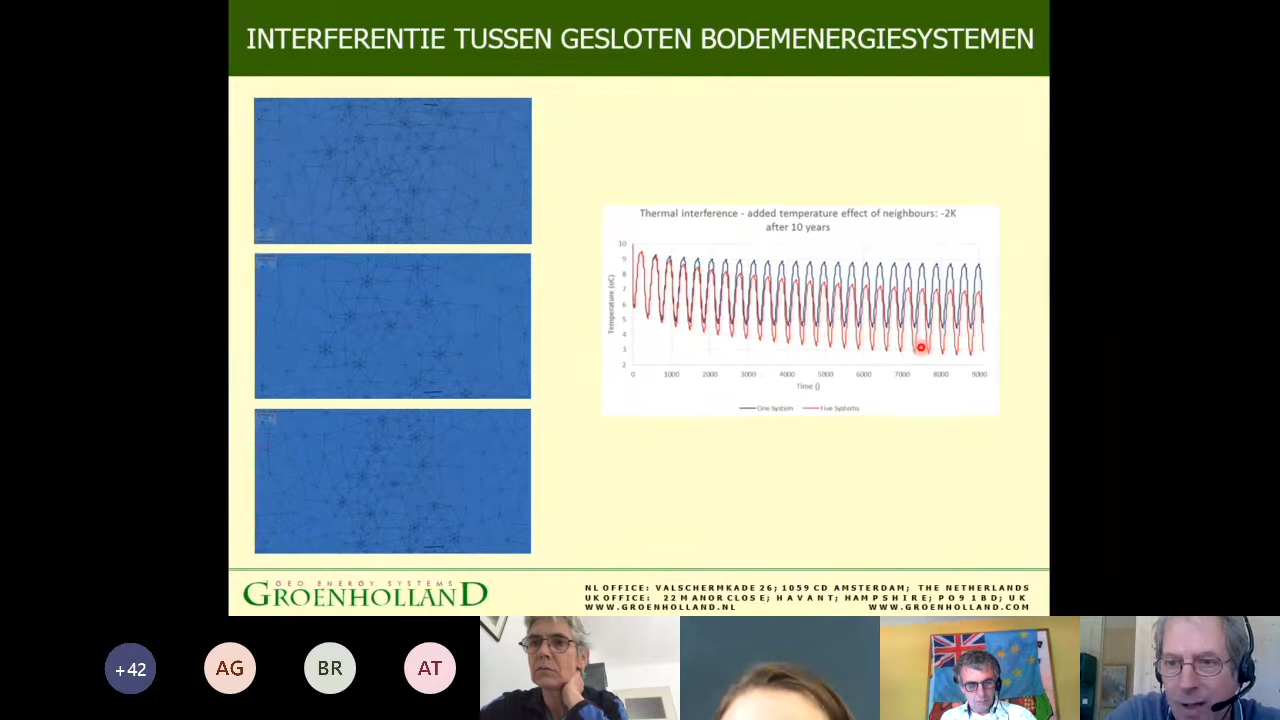 INTERFERENTIE TUSSEN GESLOTEN BODEMENERGIESYSTEMEN
Thermal interference - added temperature effect of neighbours: -2K
after 10 years
10
9
8
7
6
5
4
3
2
Temperature (oC)
0 1000 2000 3000 4000 5000 6000 7000 8000 9000
Time ()
One System Five Systems
GEO ENERGY SYSTEMS
GROENHOLLAND
NL OFFICE: VALSCHERMKADE 26; 1059 CD AMSTERDAM; THE NETHERLANDS
UK OFFICE: 22 MANOR CLOSE; HAVANT; HAMPSHIRE; PO9 1BD; UK
WWW.GROENHOLLAND.NL WWW.GROENHOLLAND.COM
+42 AG BR AT